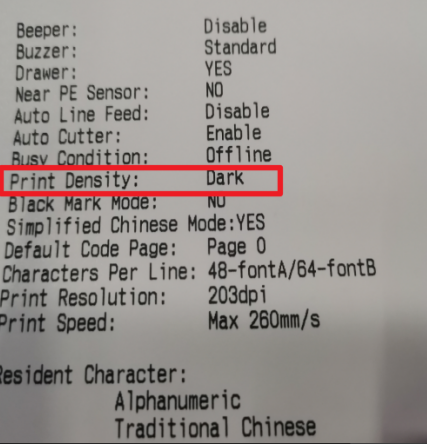 Beeper: Disable
Buzzer: Standard
Drawer: YES
Near PE Sensor: NO
Auto Line Feed: Disable
Auto Cutter: Enable
Busy Condition: Offline
Print Density: Dark
Black Mark Mode: NO
Simplified Chinese Mode:YES
Default Code Page: Page 0
Characters Per Line: 48-fontA/64-fontB
Print Resolution: 203dpi
Print Speed: Max 260mm/s
Resident Character:
Alphanumeric
Traditional Chinese